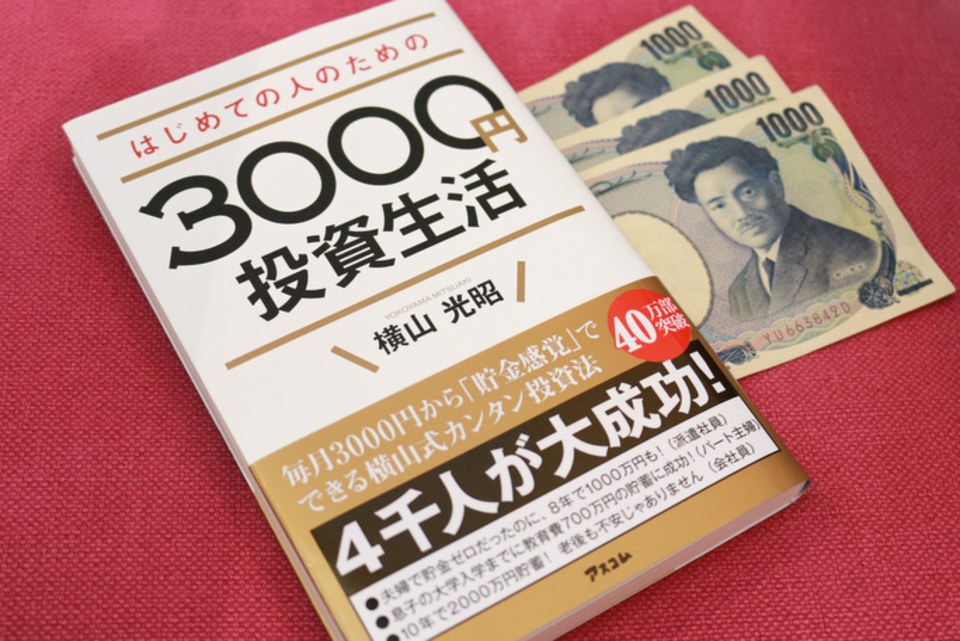 はじめての人のための
3000円
投資生活
YOKOYAMA MITSUAKI
横山 光昭
40万部
突破
毎月3000円から「貯金感覚」で
できる横山式カンタン投資法
4千人が大成功!
●夫婦で貯金ゼロだったのに、8年で1000万円も!(派遣社員)
●息子の大学入学までに教育費700万円の貯蓄に成功!(パート主婦)
●10年で2000万円貯蓄! 老後も不安じゃありません(会社員)
アスコム
1000
1000
1000
YU663842D